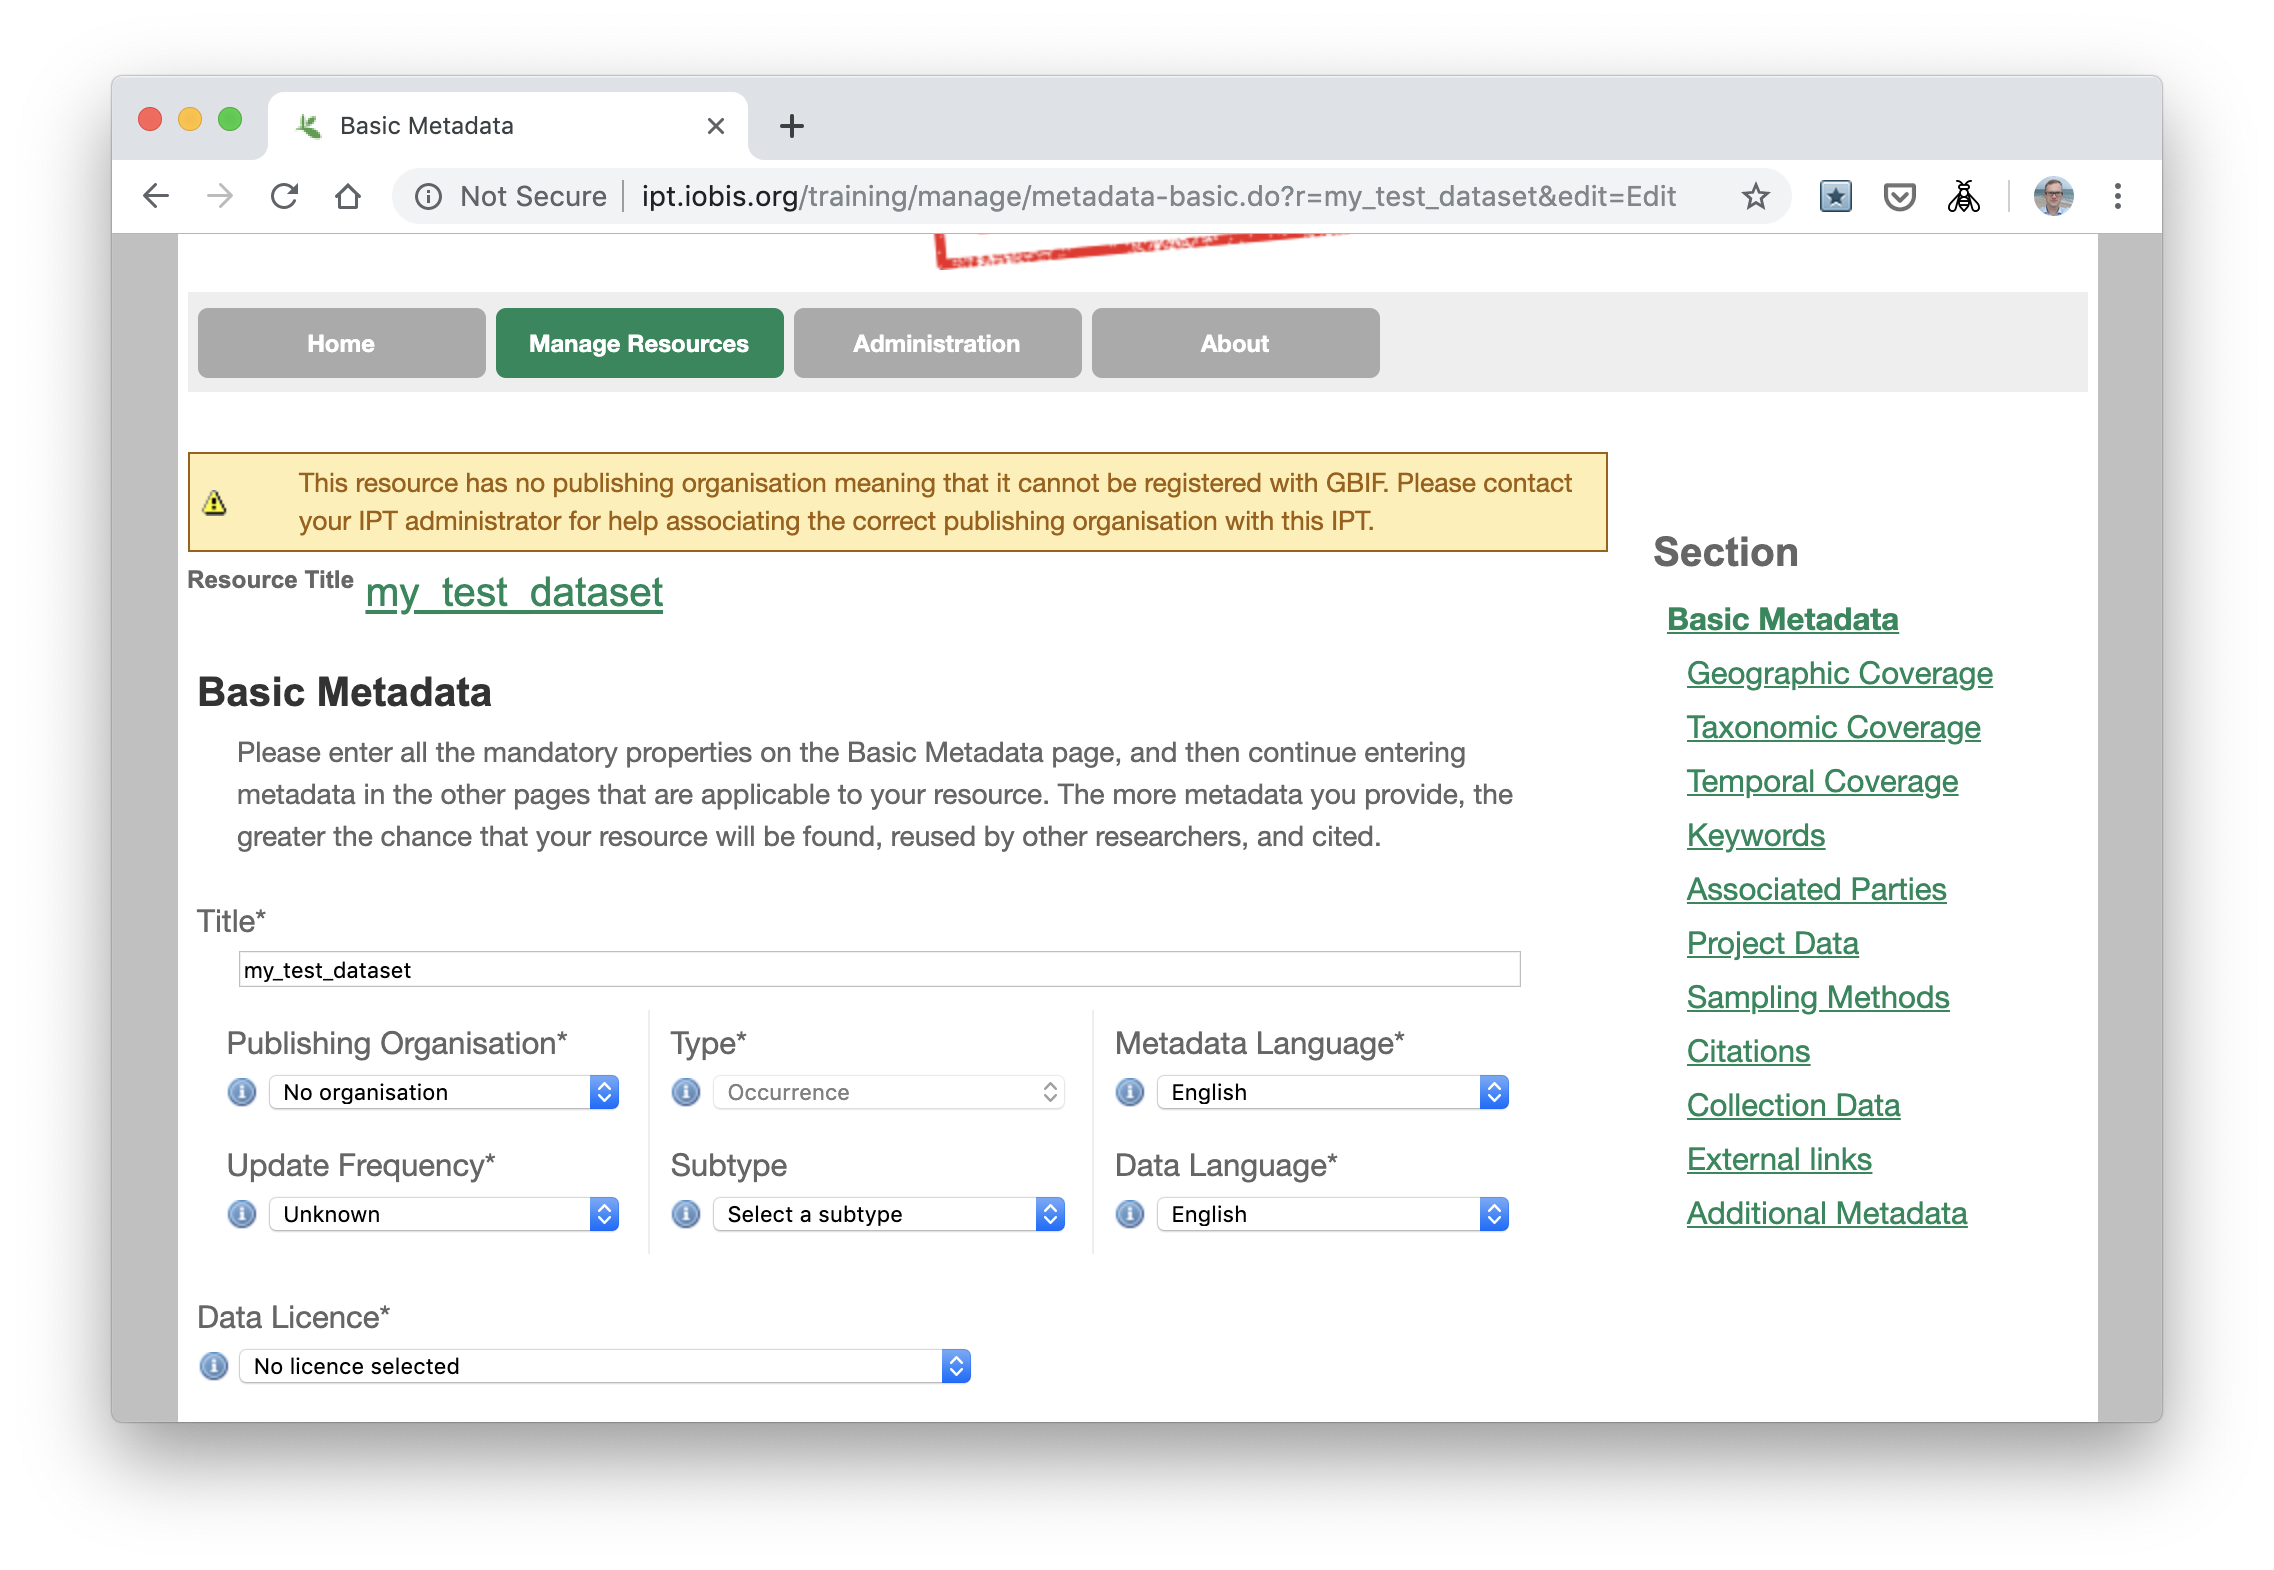 Basic Metadata
Not Secure
ipt.iobis.org/training/manage/metadata-basic.do?r=my_test_dataset&edit=Edit
Home
Manage Resources
Administration
About
This resource has no publishing organisation meaning that it cannot be registered with GBIF. Please contact
your IPT administrator for help associating the correct publishing organisation with this IPT.
Resource Title my_test_dataset
Basic Metadata
Please enter all the mandatory properties on the Basic Metadata page, and then continue entering
metadata in the other pages that are applicable to your resource. The more metadata you provide, the
greater the chance that your resource will be found, reused by other researchers, and cited.
Title*
my_test_dataset
Publishing Organisation*
No organisation
Type*
Occurrence
Metadata Language*
English
Update Frequency*
Unknown
Subtype
Select a subtype
Data Language*
English
Data Licence*
No licence selected
Section
Basic Metadata
Geographic Coverage
Taxonomic Coverage
Temporal Coverage
Keywords
Associated Parties
Project Data
Sampling Methods
Citations
Collection Data
External links
Additional Metadata